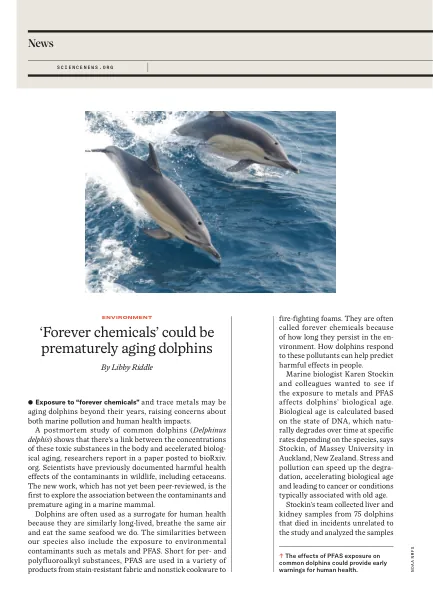 News
SCIENCENEWS.ORG
ENVIRONMENT
‘Forever chemicals’ could be
prematurely aging dolphins
By Libby Riddle
● Exposure to “forever chemicals” and trace metals may be
aging dolphins beyond their years, raising concerns about
both marine pollution and human health impacts.
A postmortem study of common dolphins (Delphinus
delphis) shows that there’s a link between the concentrations
of these toxic substances in the body and accelerated biolog-
ical aging, researchers report in a paper posted to bioRxiv.
org. Scientists have previously documented harmful health
effects of the contaminants in wildlife, including cetaceans.
The new work, which has not yet been peer-reviewed, is the
first to explore the association between the contaminants and
premature aging in a marine mammal.
Dolphins are often used as a surrogate for human health
because they are similarly long-lived, breathe the same air
and eat the same seafood we do. The similarities between
our species also include the exposure to environmental
contaminants such as metals and PFAS. Short for per- and
polyfluoroalkyl substances, PFAS are used in a variety of
products from stain-resistant fabric and nonstick cookware to
fire-fighting foams. They are often
called forever chemicals because
of how long they persist in the en-
vironment. How dolphins respond
to these pollutants can help predict
harmful effects in people.
Marine biologist Karen Stockin
and colleagues wanted to see if
the exposure to metals and PFAS
affects dolphins’ biological age.
Biological age is calculated based
on the state of DNA, which natu-
rally degrades over time at specific
rates depending on the species, says
Stockin, of Massey University in
Auckland, New Zealand. Stress and
pollution can speed up the degra-
dation, accelerating biological age
and leading to cancer or conditions
typically associated with old age.
Stockin’s team collected liver and
kidney samples from 75 dolphins
that died in incidents unrelated to
the study and analyzed the samples
↑ The effects of PFAS exposure on
common dolphins could provide early
warnings for human health.